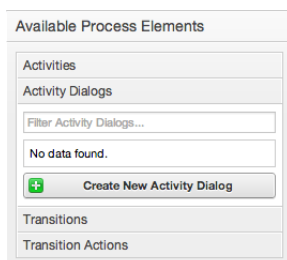 Available Process Elements
Activities
Activity Dialogs
Filter Activity Dialogs...
No data found.
Create New Activity Dialog
Transitions
Transition Actions